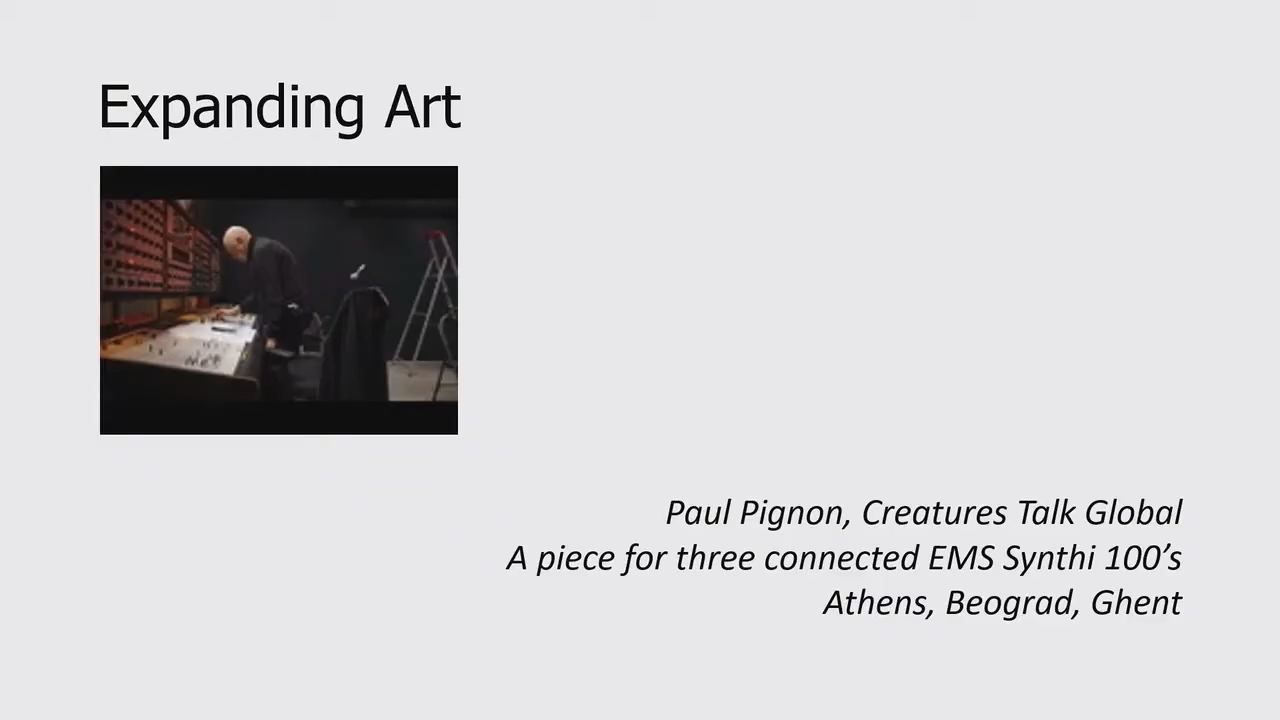 Expanding Art
Paul Pignon, Creatures Talk Global
A piece for three connected EMS Synthi 100’s
Athens, Beograd, Ghent